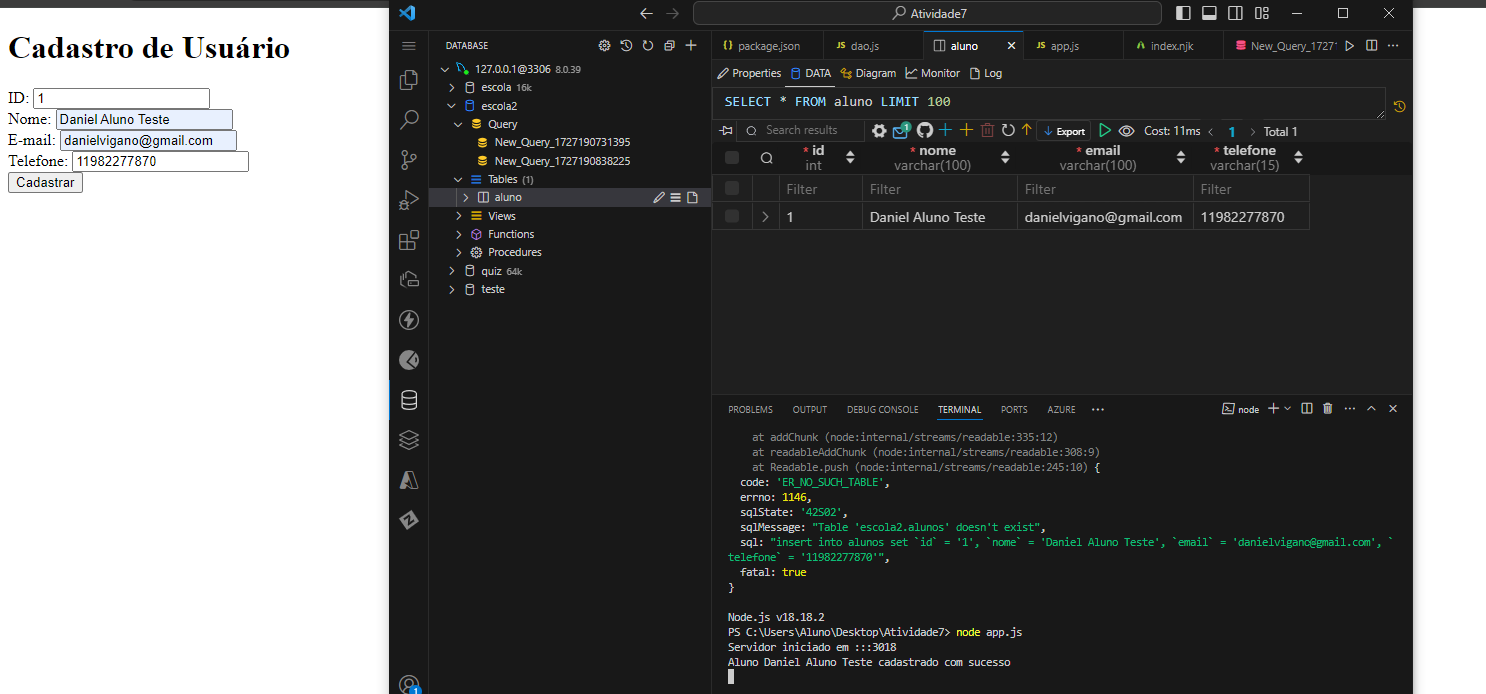 Cadastro de Usuário
ID: 1
Nome: Daniel Aluno Teste
E-mail: danielvigano@gmail.com
Telefone: 11982277870
Cadastrar
Atividade7
DATABASE
127.0.0.1@3306 8.0.39
escola 16k
escola2
Query
New_Query_1727190731395
New_Query_1727190838225
Tables (1)
aluno
Views
Functions
Procedures
quiz 64k
teste
1
package.json
JS dao.js
aluno
JS app.js
index.njk
New_Query_1727
Properties DATA Diagram Monitor Log
SELECT * FROM aluno LIMIT 100
Search results 1 Export Cost: 11ms 1 Total 1
* id * nome * email * telefone
int varchar(100) varchar(100) varchar(15)
Filter Filter Filter Filter
1 Daniel Aluno Teste danielvigano@gmail.com 11982277870
PROBLEMS OUTPUT DEBUG CONSOLE TERMINAL PORTS AZURE ··· node
at addChunk (node:internal/streams/readable:335:12)
at readableAddChunk (node:internal/streams/readable:308:9)
at Readable.push (node:internal/streams/readable:245:10) {
code: 'ER_NO_SUCH_TABLE',
errno: 1146,
sqlState: '42S02',
sqlMessage: "Table 'escola2.alunos' doesn't exist",
sql: "insert into alunos set `id` = '1', `nome` = 'Daniel Aluno Teste', `email` = 'danielvigano@gmail.com', `
telefone` = '11982277870'",
fatal: true
}
Node.js v18.18.2
PS C:\Users\Aluno\Desktop\Atividade7> node app.js
Servidor iniciado em :::3018
Aluno Daniel Aluno Teste cadastrado com sucesso